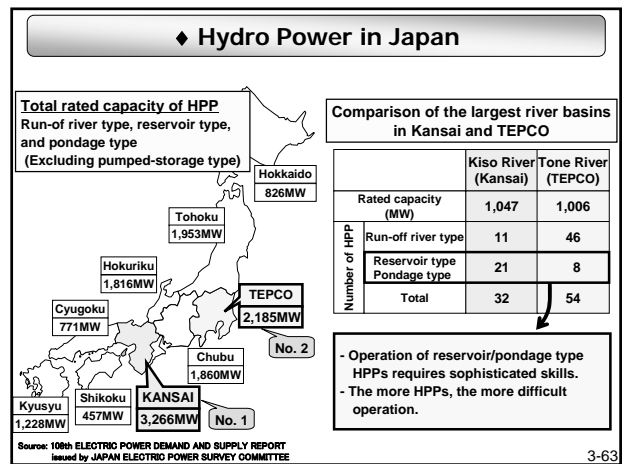 ♦ Hydro Power in Japan
Total rated capacity of HPP
Run-of river type, reservoir type,
and pondage type
(Excluding pumped-storage type)
Hokkaido
826MW
Tohoku
1,953MW
Hokuriku
1,816MW
TEPCO
2,185MW
No. 2
Cyugoku
771MW
Chubu
1,860MW
Shikoku
457MW
KANSAI
3,266MW
No. 1
Kyusyu
1,228MW
Comparison of the largest river basins
in Kansai and TEPCO
Kiso River Tone River
(Kansai) (TEPCO)
Rated capacity
(MW)
1,047 1,006
Number of HPP
Run-off river type 11 46
Reservoir type
Pondage type
21 8
Total 32 54
- Operation of reservoir/pondage type
HPPs requires sophisticated skills.
- The more HPPs, the more difficult
operation.
Source: 108th ELECTRIC POWER DEMAND AND SUPPLY REPORT
issued by JAPAN ELECTRIC POWER SURVEY COMMITTEE
3-63